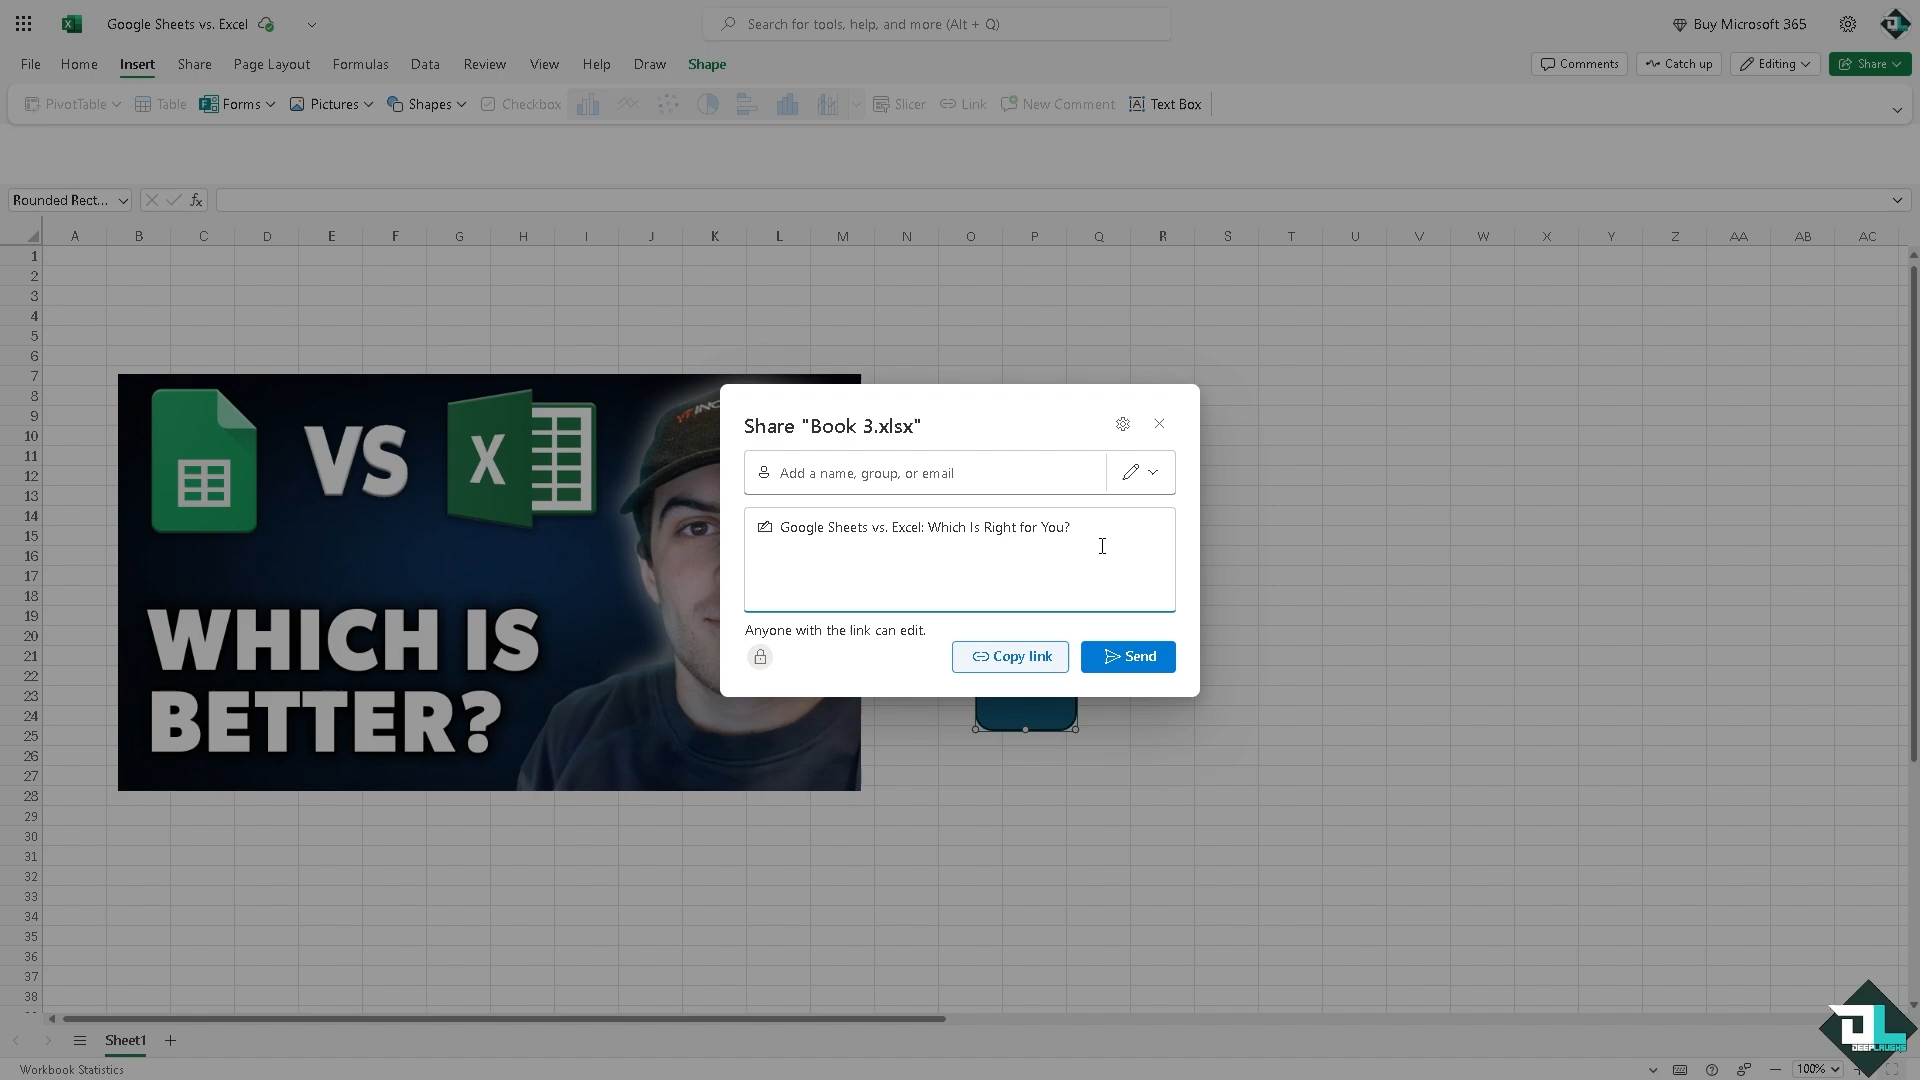 Google Sheets vs. Excel
Search for tools, help, and more (Alt + Q)
Buy Microsoft 365
File Home Insert Share Page Layout Formulas Data Review View Help Draw Shape
Comments Catch up Editing Share
PivotTable Table Forms Pictures Shapes Checkbox Slicer Link New Comment Text Box
Rounded Rect... fx
A B C D E F G H I J K L M N O P Q R S T U V W X Y Z AA AB AC
1
2
3
4
5
6
7
8
9
10
11
12
13
14
15
16
17
18
19
20
21
22
23
24
25
26
27
28
29
30
31
32
33
34
35
36
37
38
VS X
WHICH IS
BETTER?
Share "Book 3.xlsx"
Add a name, group, or email
Google Sheets vs. Excel: Which Is Right for You?
Anyone with the link can edit.
Copy link Send
Sheet1
Workbook Statistics
100%
DEEPLAUGHS